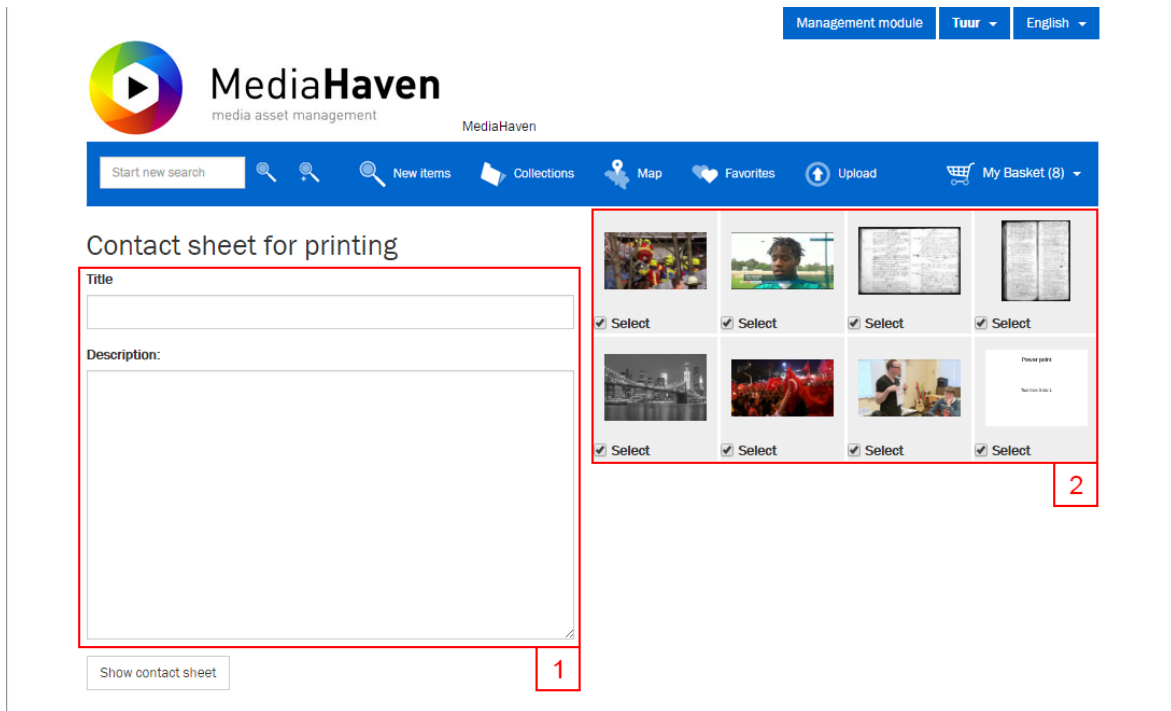 Management module Tuur English
MediaHaven
media asset management
MediaHaven
Start new search New items Collections Map Favorites Upload My Basket (8)
Contact sheet for printing
Title
Select Select Select Select
Description:
Powerpoint
Select Select Select Select
2
Show contact sheet
1